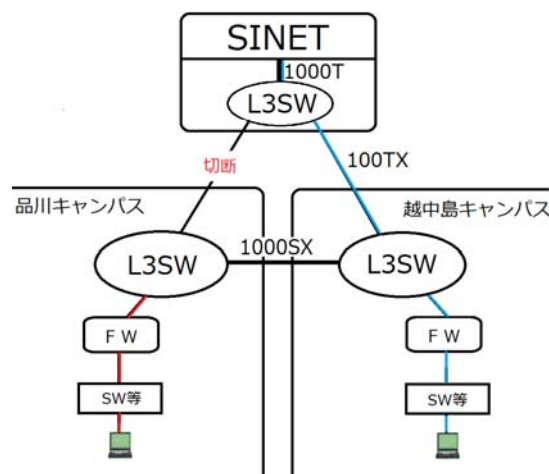 SINET
1000T
L3SW
切断
100TX
品川キャンパス
越中島キャンパス
1000SX
L3SW
L3SW
FW
FW
SW等
SW等